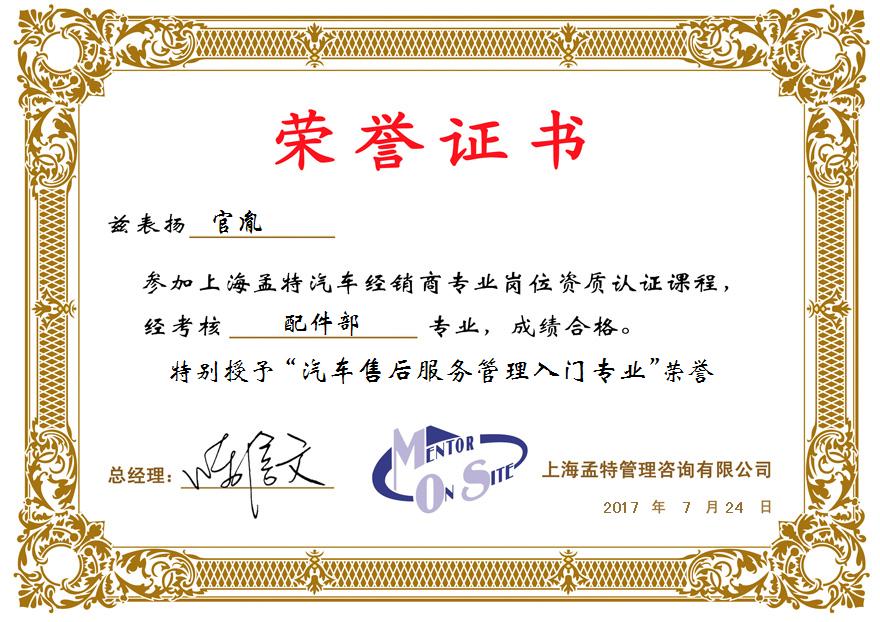 荣誉证书
兹表扬 官胤
参加上海孟特汽车经销商专业岗位资质认证课程，
经考核 配件部 专业，成绩合格。
特别授予“汽车售后服务管理入门专业”荣誉
总经理：
MENTOR
ON SITE
上海孟特管理咨询有限公司
2017 年 7 月 24 日